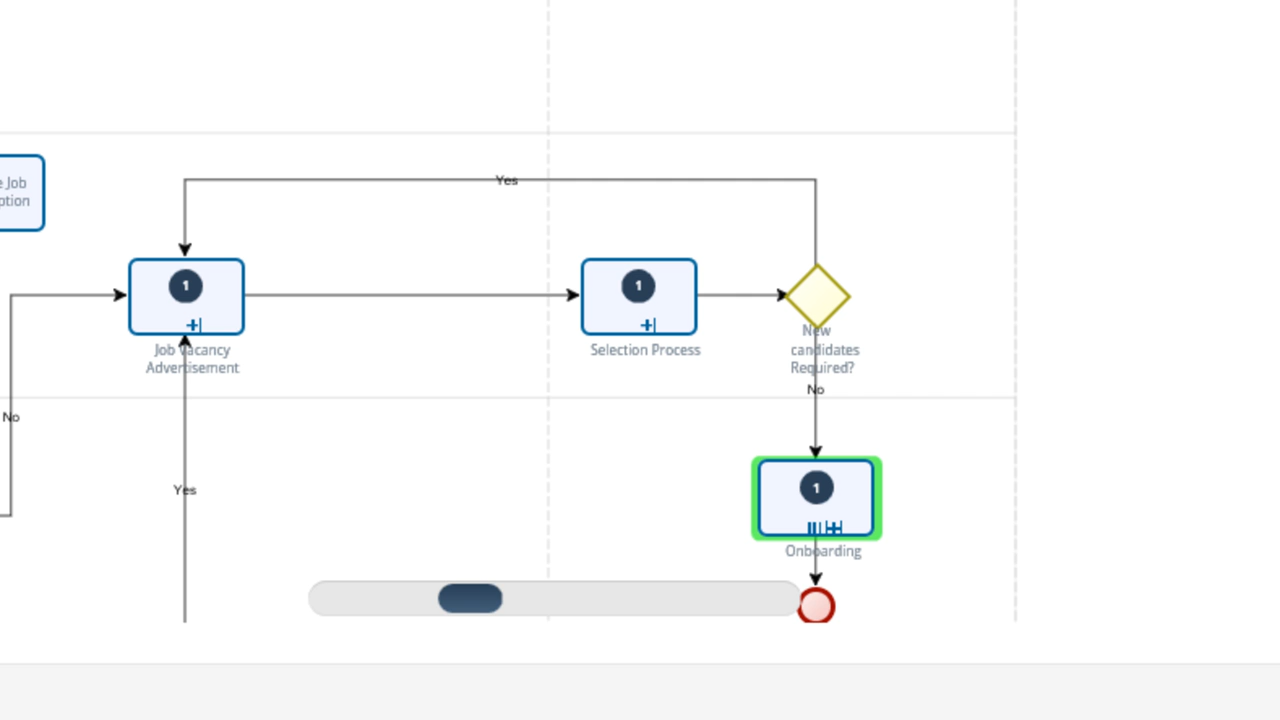 Yes
e Job
ption
1
1
Job Vacancy
Advertisement
Selection Process
New
candidates
Required?
No
No
Yes
1
Onboarding